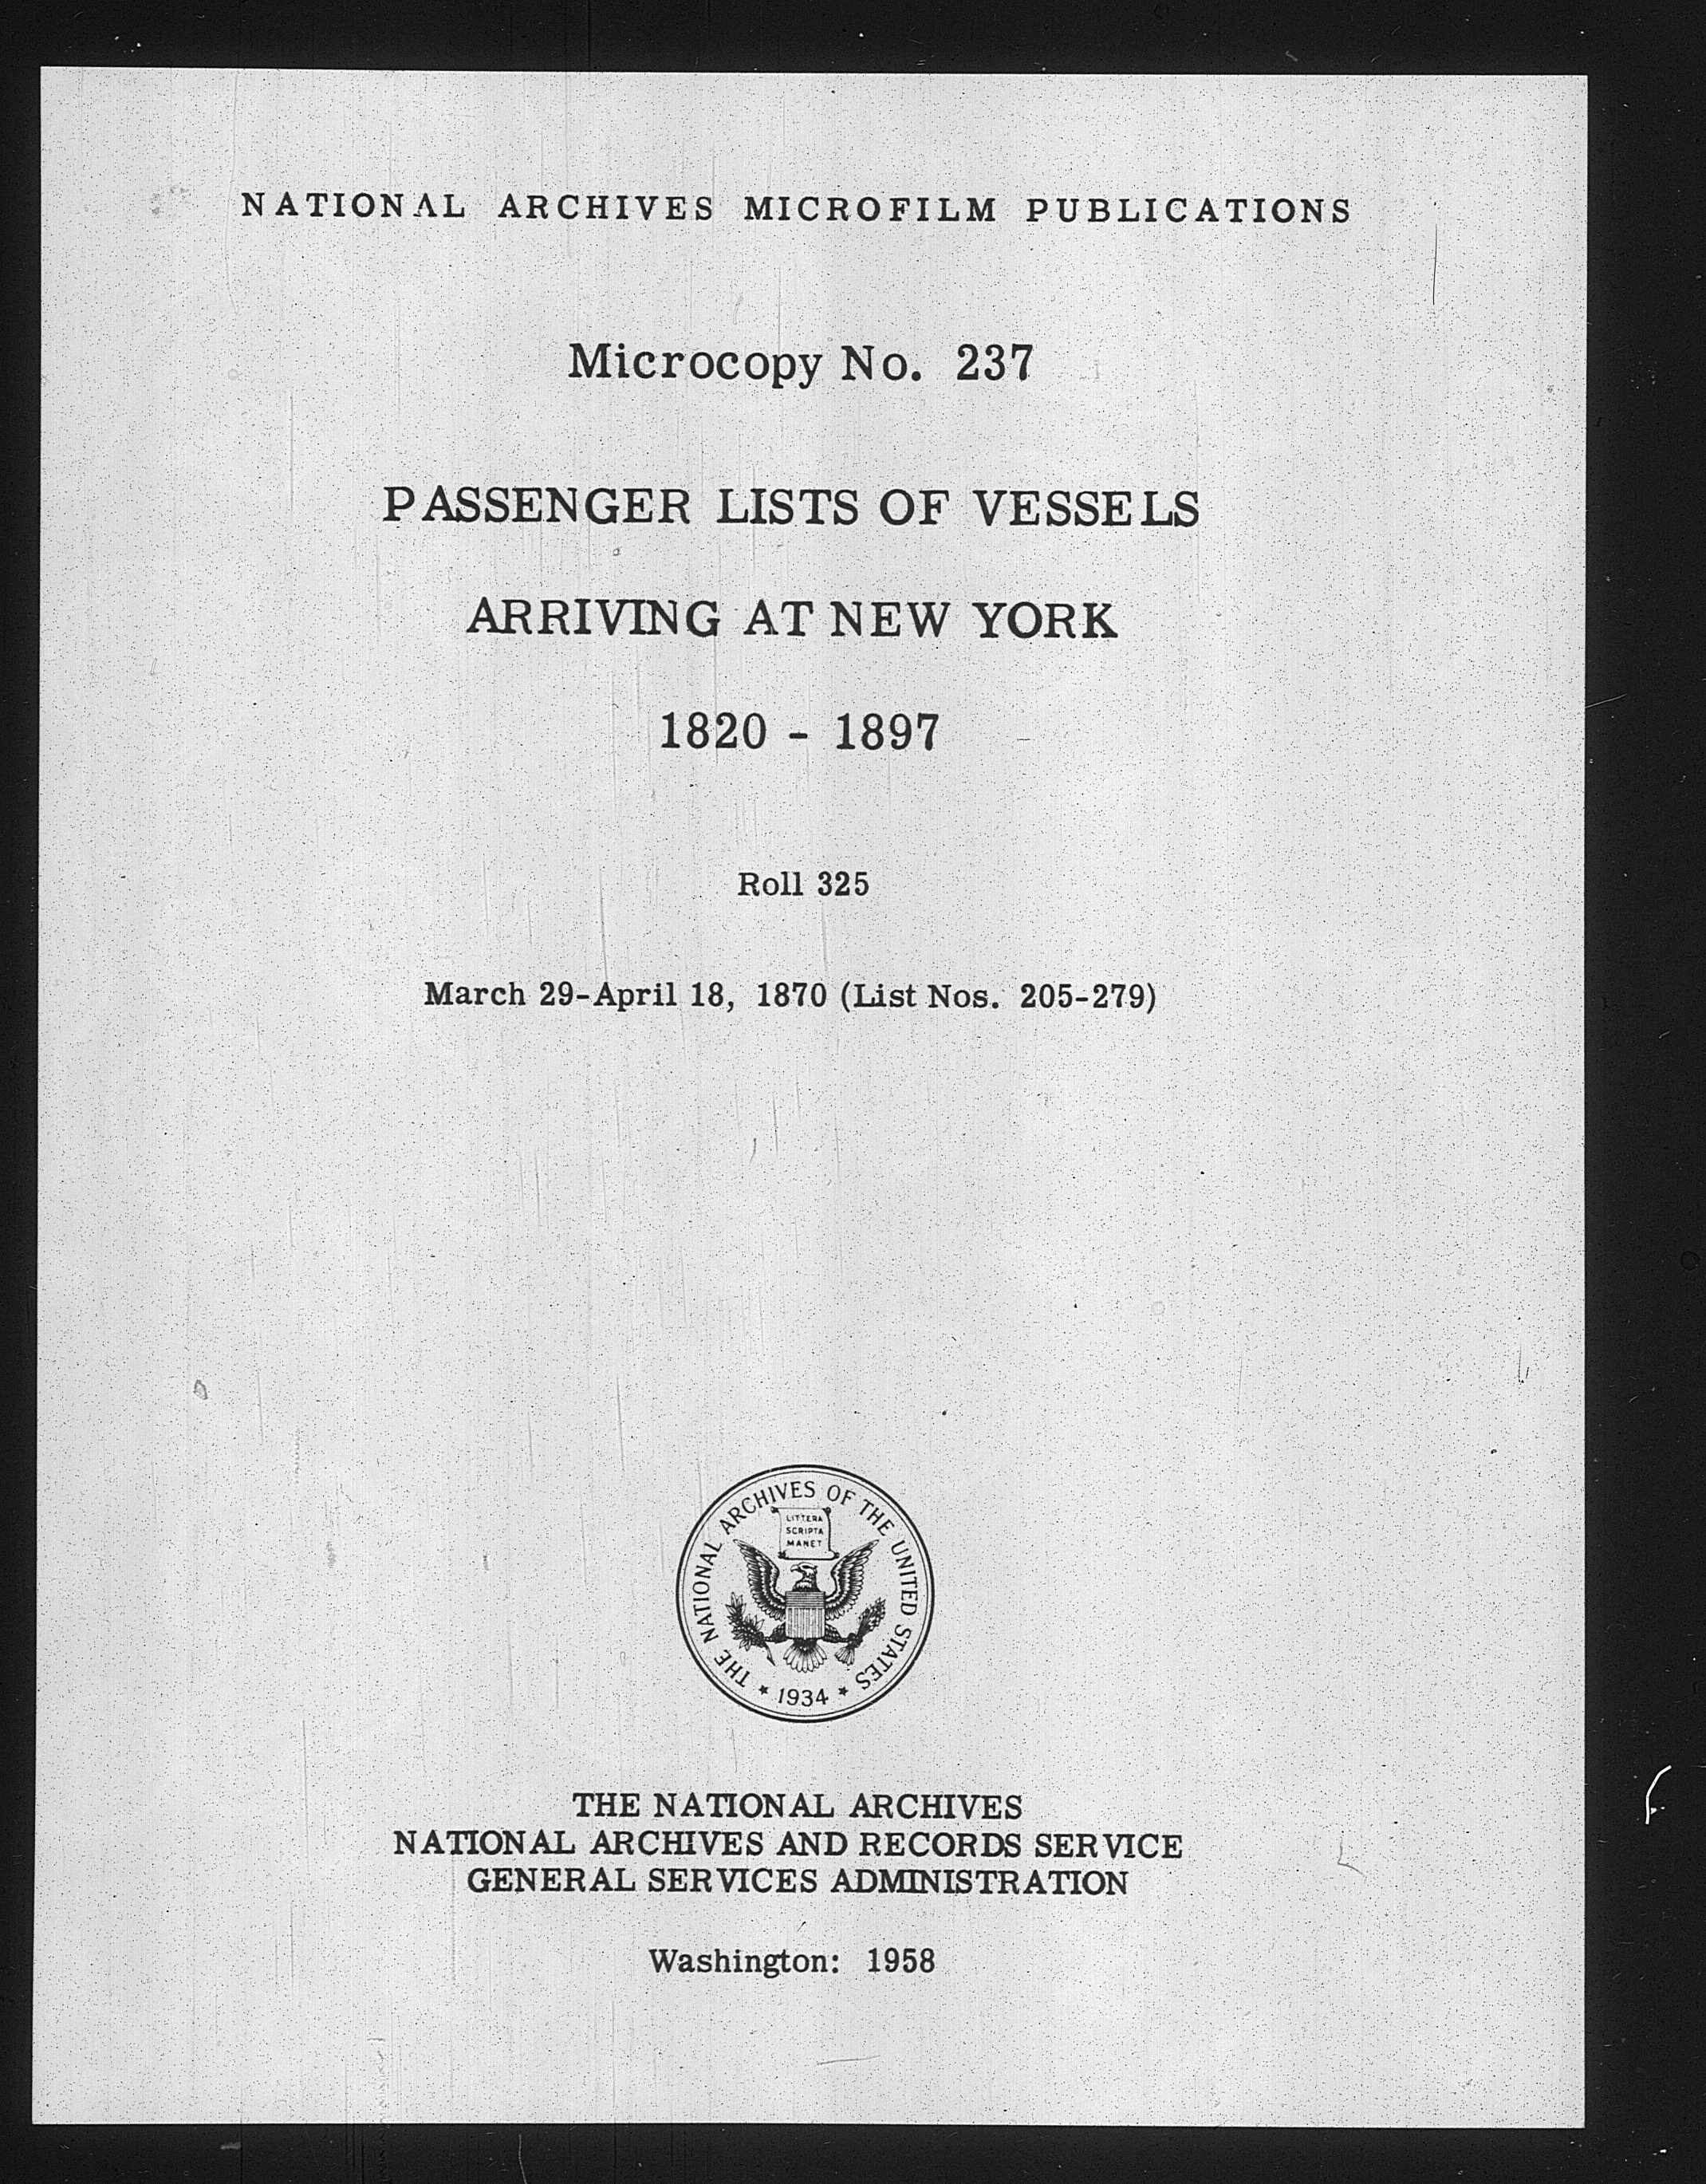 NATIONAL ARCHIVES MICROFILM PUBLICATIONS
Microcopy No. 237
PASSENGER LISTS OF VESSELS
ARRIVING AT NEW YORK
1820 - 1897
Roll 325
March 29-April 18, 1870 (List Nos. 205-279)
THE NATIONAL ARCHIVES OF THE UNITED STATES
LITTERA
SCRIPTA
MANET
★ 1934 ★
THE NATIONAL ARCHIVES
NATIONAL ARCHIVES AND RECORDS SERVICE
GENERAL SERVICES ADMINISTRATION
Washington: 1958